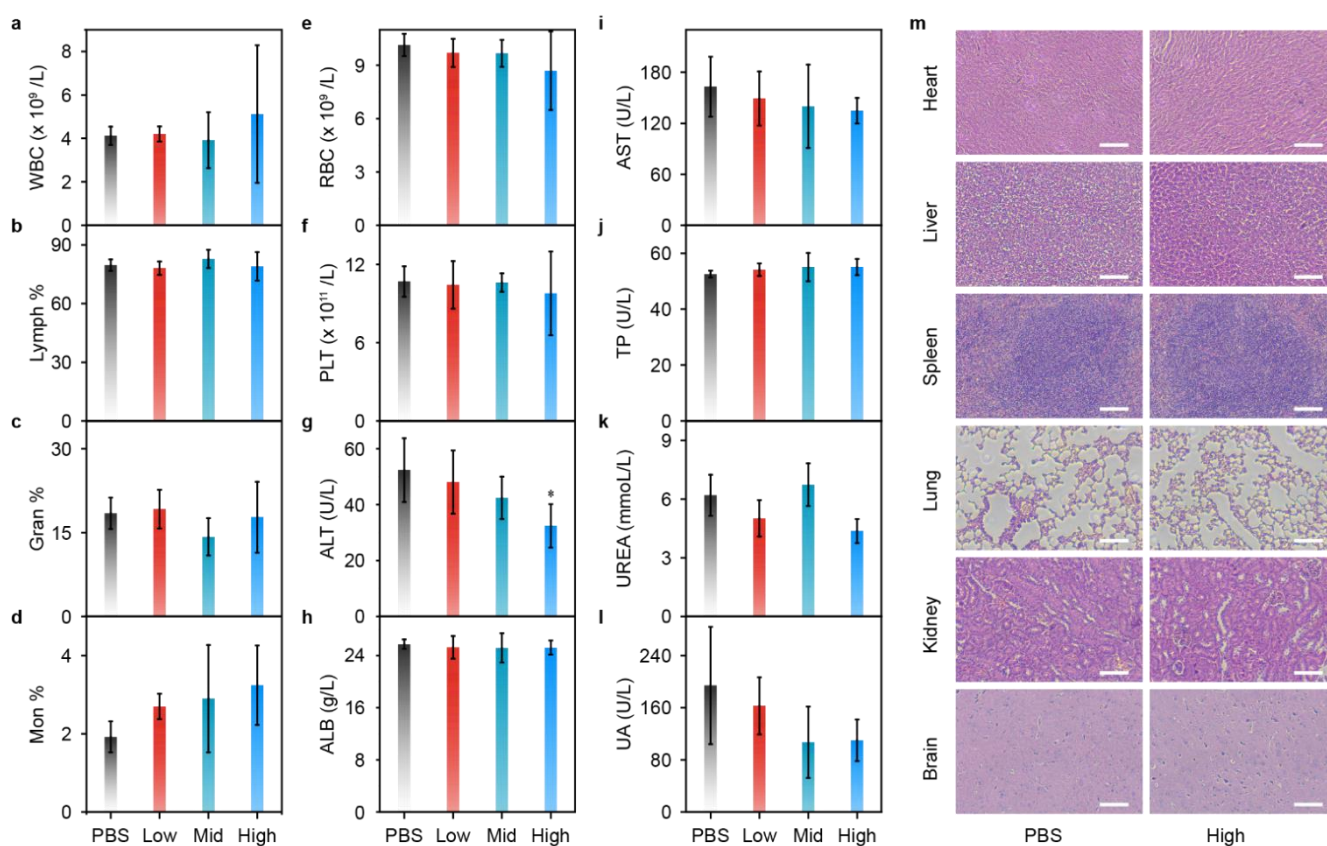 a
WBC (x 10⁹ /L)
8
6
4
2
0
b
Lymph %
90
60
30
0
c
Gran %
30
15
0
d
Mon %
4
2
0
PBS Low Mid High
e
RBC (x 10⁹ /L)
9
6
3
0
f
PLT (x 10¹¹ /L)
12
6
0
g
ALT (U/L)
60
40
20
0
*
h
ALB (g/L)
24
16
8
0
PBS Low Mid High
i
AST (U/L)
180
120
60
0
j
TP (U/L)
60
40
20
0
k
UREA (mmoL/L)
9
6
3
0
l
UA (U/L)
240
160
80
0
PBS Low Mid High
m
Heart
Liver
Spleen
Lung
Kidney
Brain
PBS High